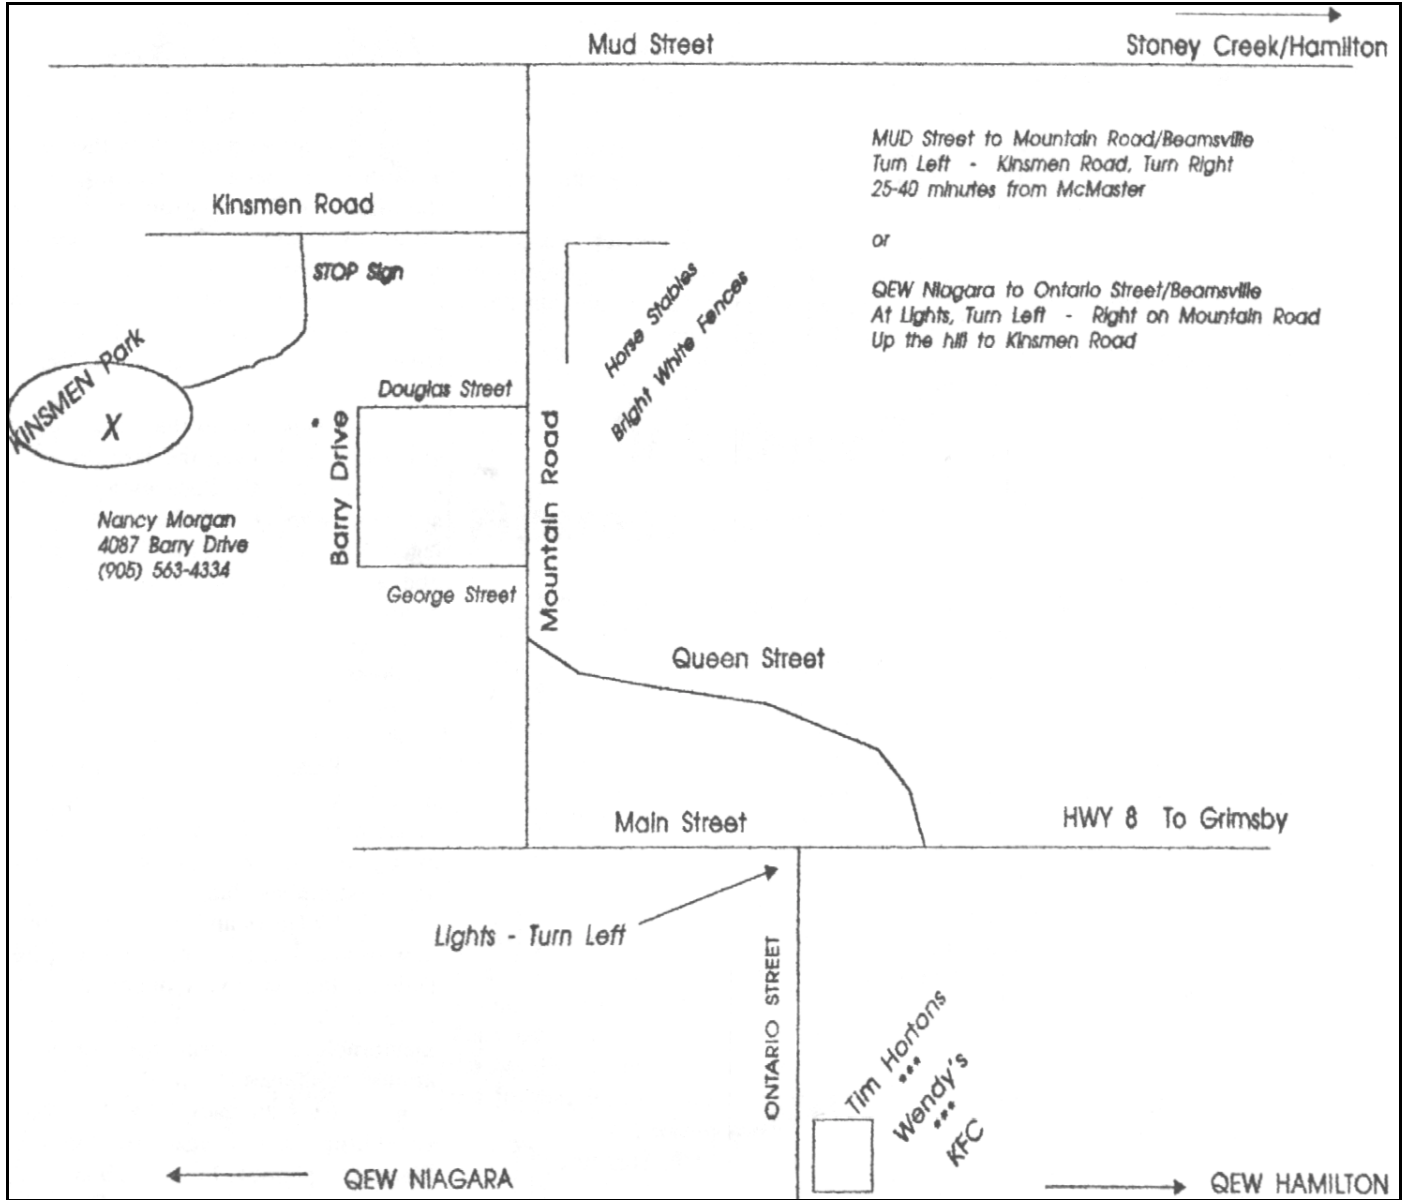 Mud Street
Stoney Creek/Hamilton
MUD Street to Mountain Road/Beamsville
Turn Left - Kinsmen Road, Turn Right
25-40 minutes from McMaster
or
QEW Niagara to Ontario Street/Beamsville
At Lights, Turn Left - Right on Mountain Road
Up the hill to Kinsmen Road
Kinsmen Road
STOP Sign
Horse Stables
Bright White Fences
KINSMEN Park
X
Douglas Street
Barry Drive
Mountain Road
Nancy Morgan
4087 Barry Drive
(905) 563-4334
George Street
Queen Street
Main Street
HWY 8 To Grimsby
Lights - Turn Left
ONTARIO STREET
Tim Hortons
***
Wendy's
***
KFC
QEW NIAGARA
QEW HAMILTON